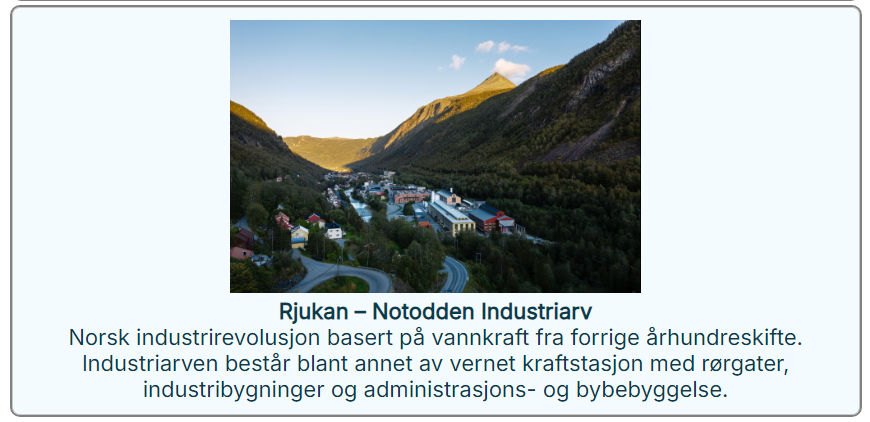 Rjukan – Notodden Industriarv
Norsk industrirevolusjon basert på vannkraft fra forrige århundreskifte.
Industriarven består blant annet av vernet kraftstasjon med rørgater,
industribygninger og administrasjons- og bybebyggelse.